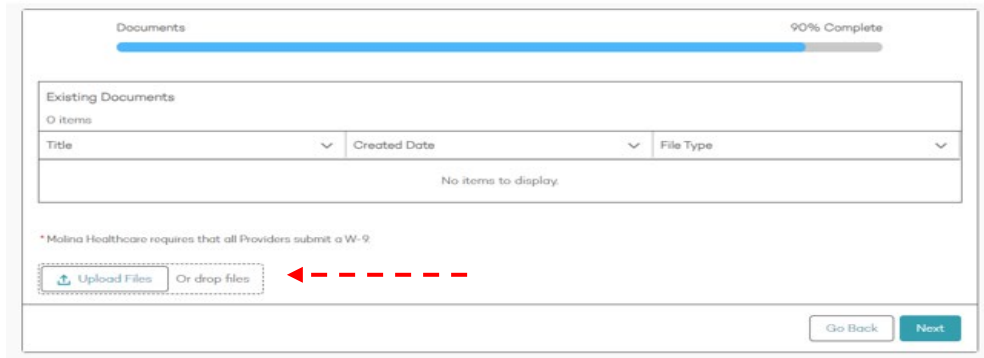 Documents 90% Complete
Existing Documents
0 items
Title Created Date File Type
No items to display.
*Molina Healthcare requires that all Providers submit a W-9.
Upload Files Or drop files
Go Back Next